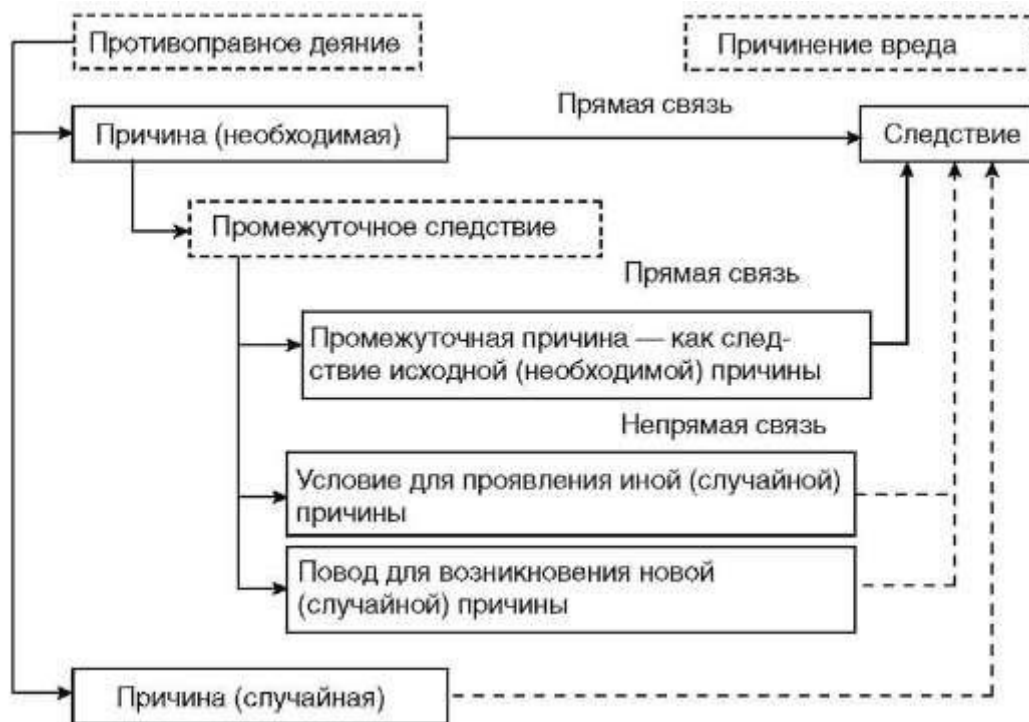 Противоправное деяние
Причинение вреда
Прямая связь
Причина (необходимая)
Следствие
Промежуточное следствие
Прямая связь
Промежуточная причина — как след-
ствие исходной (необходимой) причины
Непрямая связь
Условие для проявления иной (случайной)
причины
Повод для возникновения новой
(случайной) причины
Причина (случайная)